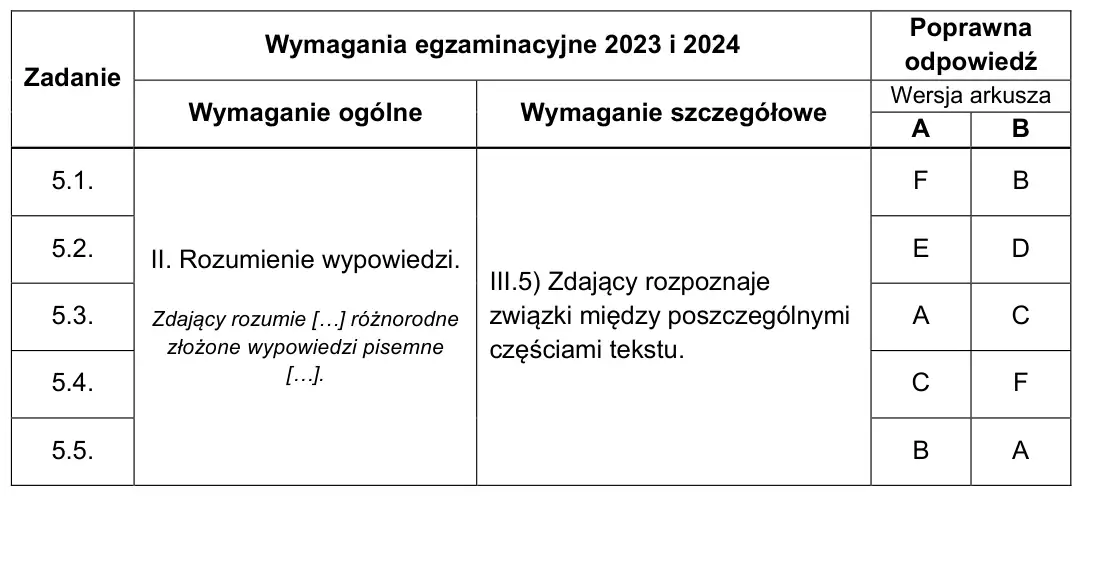 Zadanie
Wymagania egzaminacyjne 2023 i 2024
Poprawna
odpowiedź
Wymaganie ogólne
Wymaganie szczegółowe
Wersja arkusza
A B
5.1.
5.2.
5.3.
5.4.
5.5.
II. Rozumienie wypowiedzi.
Zdający rozumie […] różnorodne
złożone wypowiedzi pisemne
[…].
III.5) Zdający rozpoznaje
związki między poszczególnymi
częściami tekstu.
F B
E D
A C
C F
B A